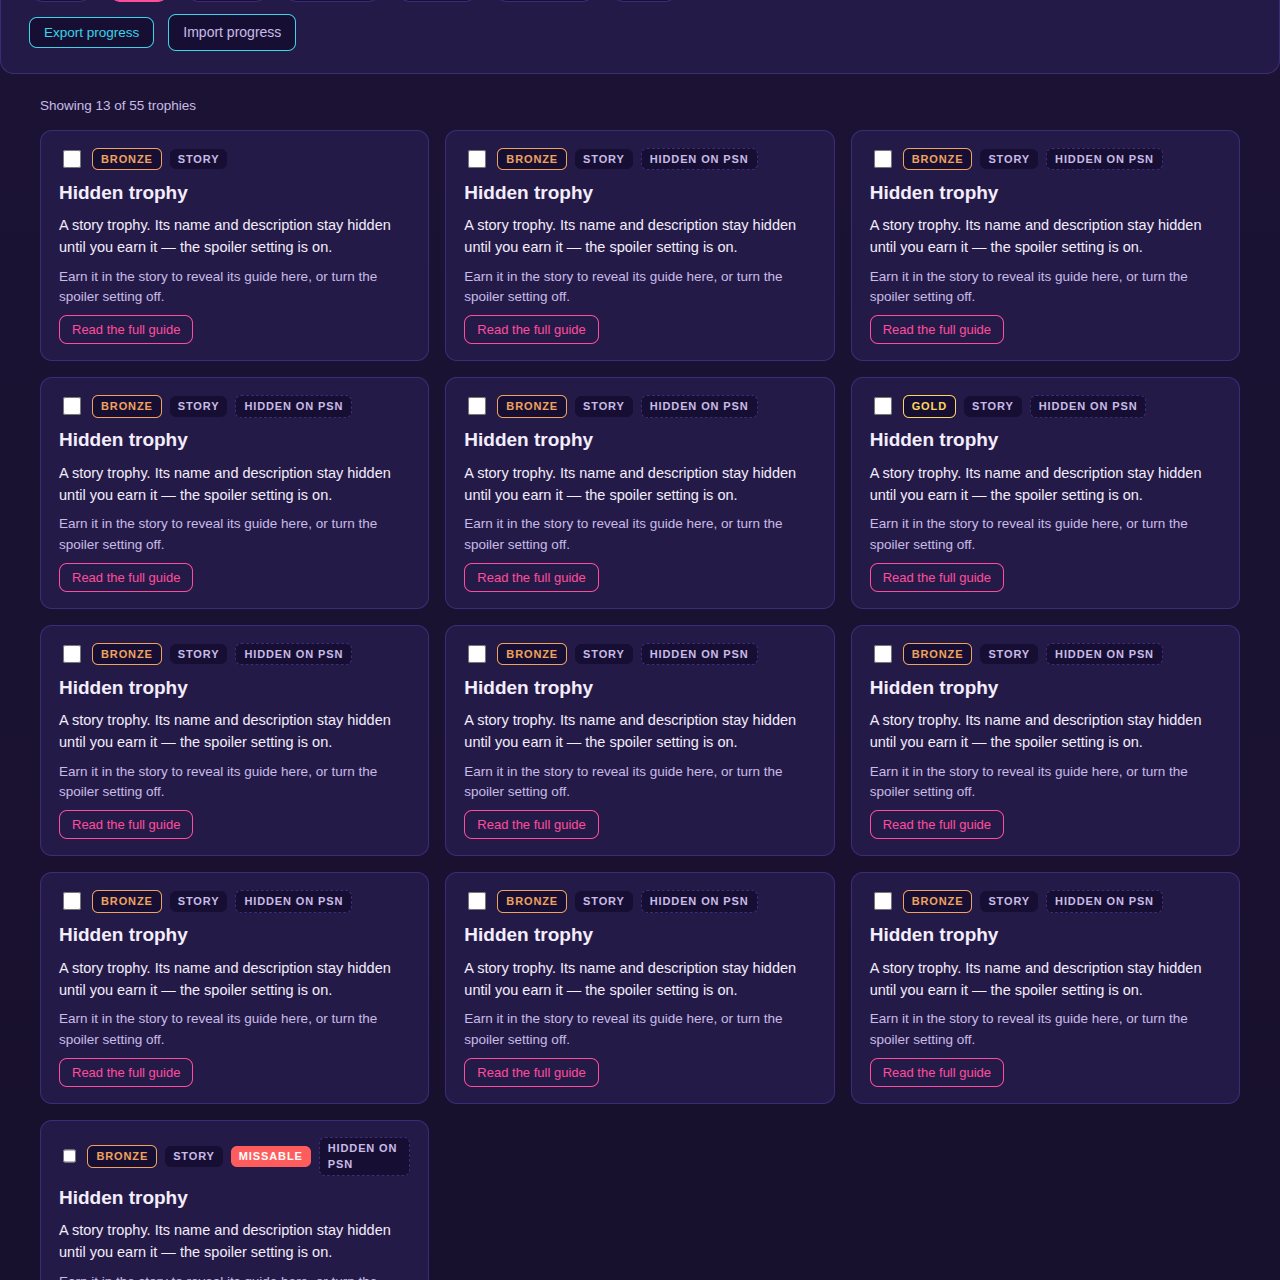 Export progress Import progress
Showing 13 of 55 trophies
BRONZE STORY
Hidden trophy
A story trophy. Its name and description stay hidden
until you earn it — the spoiler setting is on.
Earn it in the story to reveal its guide here, or turn the
spoiler setting off.
Read the full guide
BRONZE STORY HIDDEN ON PSN
Hidden trophy
A story trophy. Its name and description stay hidden
until you earn it — the spoiler setting is on.
Earn it in the story to reveal its guide here, or turn the
spoiler setting off.
Read the full guide
BRONZE STORY HIDDEN ON PSN
Hidden trophy
A story trophy. Its name and description stay hidden
until you earn it — the spoiler setting is on.
Earn it in the story to reveal its guide here, or turn the
spoiler setting off.
Read the full guide
BRONZE STORY HIDDEN ON PSN
Hidden trophy
A story trophy. Its name and description stay hidden
until you earn it — the spoiler setting is on.
Earn it in the story to reveal its guide here, or turn the
spoiler setting off.
Read the full guide
BRONZE STORY HIDDEN ON PSN
Hidden trophy
A story trophy. Its name and description stay hidden
until you earn it — the spoiler setting is on.
Earn it in the story to reveal its guide here, or turn the
spoiler setting off.
Read the full guide
GOLD STORY HIDDEN ON PSN
Hidden trophy
A story trophy. Its name and description stay hidden
until you earn it — the spoiler setting is on.
Earn it in the story to reveal its guide here, or turn the
spoiler setting off.
Read the full guide
BRONZE STORY HIDDEN ON PSN
Hidden trophy
A story trophy. Its name and description stay hidden
until you earn it — the spoiler setting is on.
Earn it in the story to reveal its guide here, or turn the
spoiler setting off.
Read the full guide
BRONZE STORY HIDDEN ON PSN
Hidden trophy
A story trophy. Its name and description stay hidden
until you earn it — the spoiler setting is on.
Earn it in the story to reveal its guide here, or turn the
spoiler setting off.
Read the full guide
BRONZE STORY HIDDEN ON PSN
Hidden trophy
A story trophy. Its name and description stay hidden
until you earn it — the spoiler setting is on.
Earn it in the story to reveal its guide here, or turn the
spoiler setting off.
Read the full guide
BRONZE STORY HIDDEN ON PSN
Hidden trophy
A story trophy. Its name and description stay hidden
until you earn it — the spoiler setting is on.
Earn it in the story to reveal its guide here, or turn the
spoiler setting off.
Read the full guide
BRONZE STORY HIDDEN ON PSN
Hidden trophy
A story trophy. Its name and description stay hidden
until you earn it — the spoiler setting is on.
Earn it in the story to reveal its guide here, or turn the
spoiler setting off.
Read the full guide
BRONZE STORY HIDDEN ON PSN
Hidden trophy
A story trophy. Its name and description stay hidden
until you earn it — the spoiler setting is on.
Earn it in the story to reveal its guide here, or turn the
spoiler setting off.
Read the full guide
BRONZE STORY MISSABLE HIDDEN ON
PSN
Hidden trophy
A story trophy. Its name and description stay hidden
until you earn it — the spoiler setting is on.